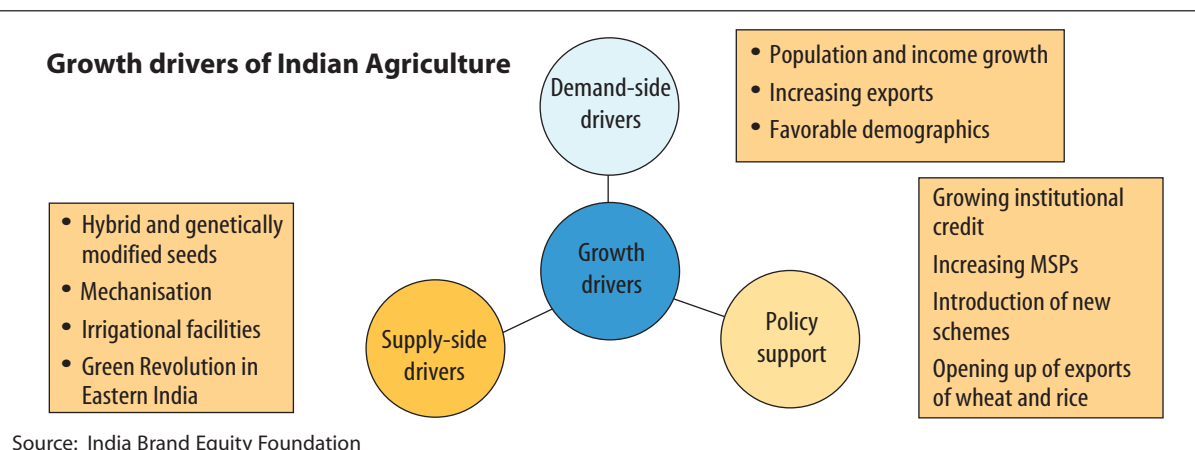 Growth drivers of Indian Agriculture
Demand-side
drivers
• Population and income growth
• Increasing exports
• Favorable demographics
• Hybrid and genetically
modified seeds
• Mechanisation
• Irrigational facilities
• Green Revolution in
Eastern India
Growth
drivers
Supply-side
drivers
Policy
support
Growing institutional
credit
Increasing MSPs
Introduction of new
schemes
Opening up of exports
of wheat and rice
Source: India Brand Equity Foundation